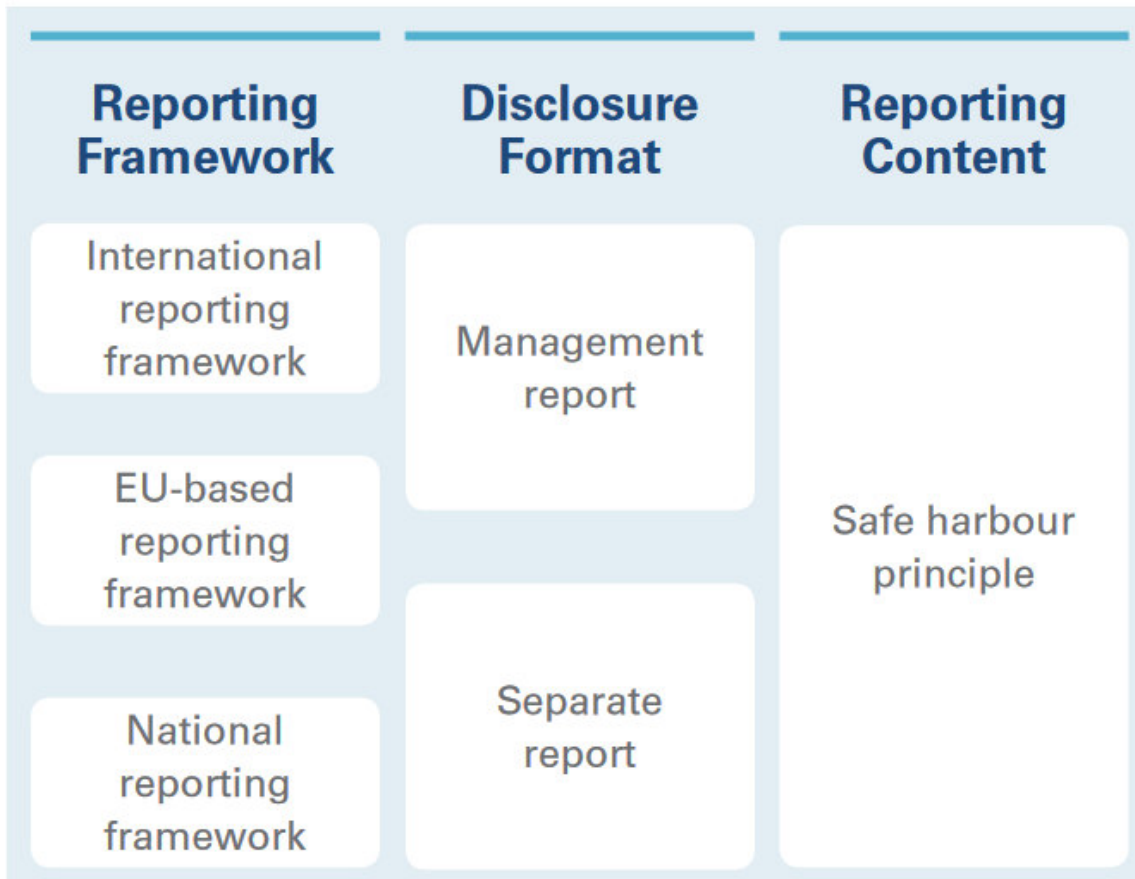 Reporting
Framework
International
reporting
framework
EU-based
reporting
framework
National
reporting
framework
Disclosure
Format
Management
report
Separate
report
Reporting
Content
Safe harbour
principle